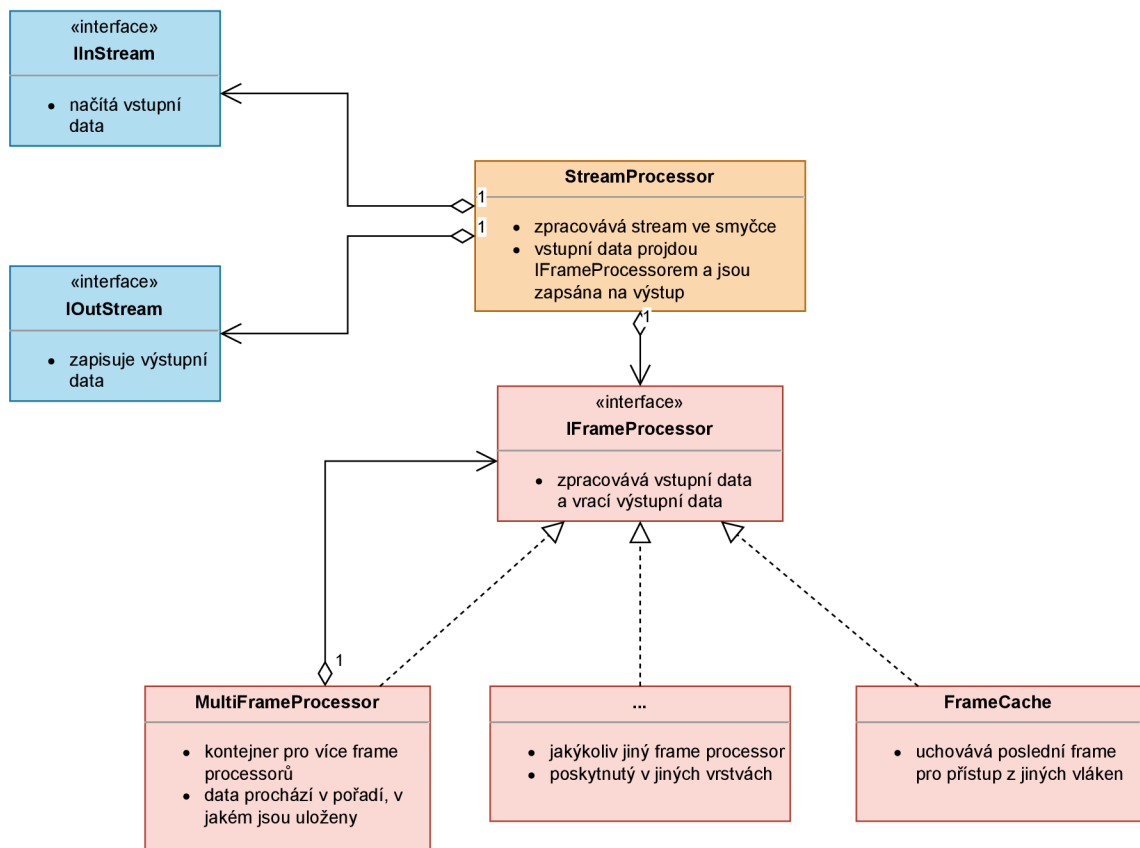 «interface»
IInStream
• načítá vstupní
data
«interface»
IOutStream
• zapisuje výstupní
data
StreamProcessor
• zpracovává stream ve smyčce
• vstupní data projdou
IFrameProcessorem a jsou
zapsána na výstup
1
1
1
«interface»
IFrameProcessor
• zpracovává vstupní data
a vrací výstupní data
1
MultiFrameProcessor
• kontejner pro více frame
processorů
• data prochází v pořadí, v
jakém jsou uloženy
...
• jakýkoliv jiný frame processor
• poskytnutý v jiných vrstvách
FrameCache
• uchovává poslední frame
pro přístup z jiných vláken